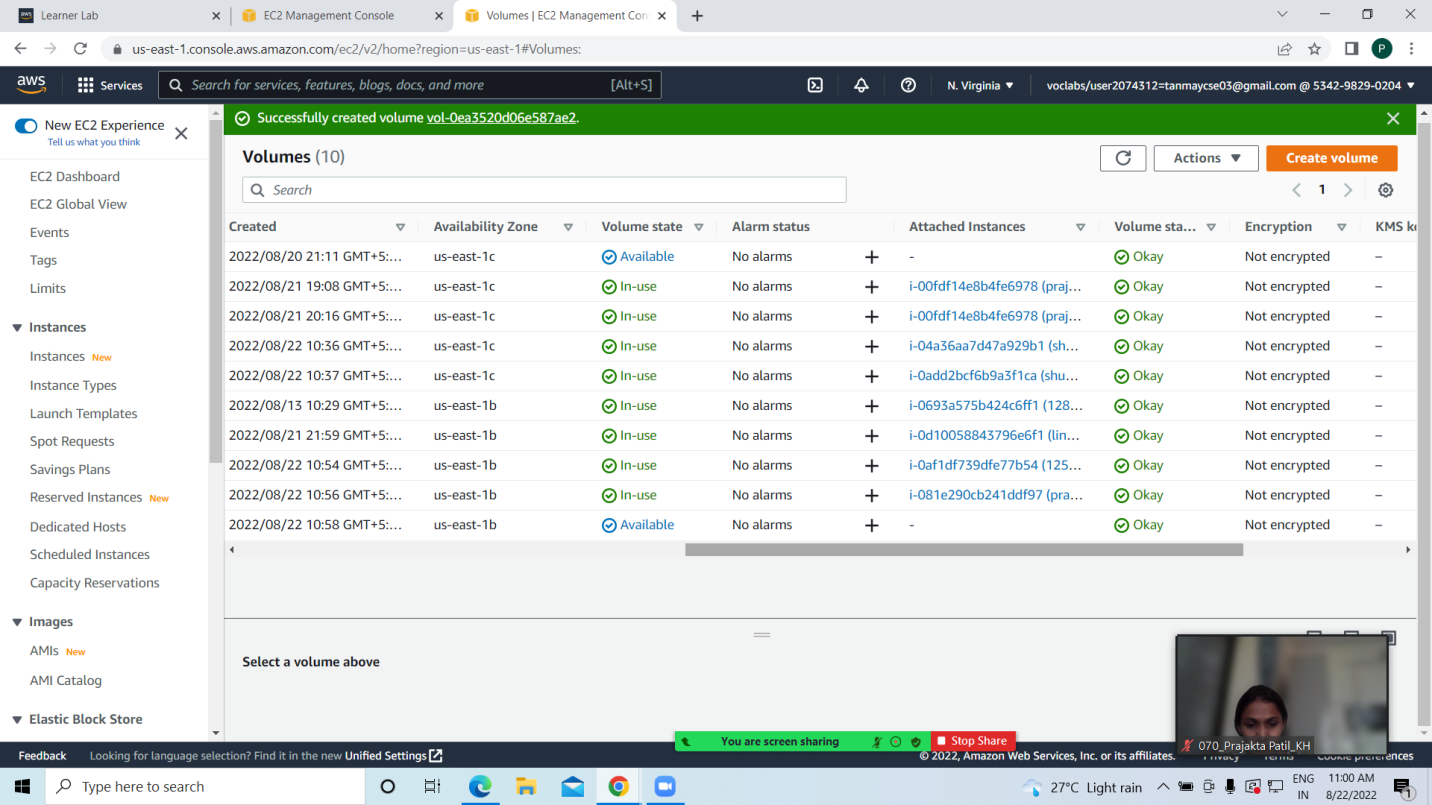 Learner Lab
EC2 Management Console
Volumes | EC2 Management Con
us-east-1.console.aws.amazon.com/ec2/v2/home?region=us-east-1#Volumes:
P
aws
Services
Search for services, features, blogs, docs, and more
[Alt+S]
N. Virginia
voclabs/user2074312=tanmaycse03@gmail.com @ 5342-9829-0204
New EC2 Experience
Tell us what you think
EC2 Dashboard
EC2 Global View
Events
Tags
Limits
Instances
Instances New
Instance Types
Launch Templates
Spot Requests
Savings Plans
Reserved Instances New
Dedicated Hosts
Scheduled Instances
Capacity Reservations
Images
AMIs New
AMI Catalog
Elastic Block Store
Successfully created volume vol-0ea3520d06e587ae2.
Volumes (10)
Actions
Create volume
Search
1
Created Availability Zone Volume state Alarm status Attached Instances Volume sta... Encryption KMS ke
2022/08/20 21:11 GMT+5:... us-east-1c Available No alarms + - Okay Not encrypted –
2022/08/21 19:08 GMT+5:... us-east-1c In-use No alarms + i-00fdf14e8b4fe6978 (praj... Okay Not encrypted –
2022/08/21 20:16 GMT+5:... us-east-1c In-use No alarms + i-00fdf14e8b4fe6978 (praj... Okay Not encrypted –
2022/08/22 10:36 GMT+5:... us-east-1c In-use No alarms + i-04a36aa7d47a929b1 (sh... Okay Not encrypted –
2022/08/22 10:37 GMT+5:... us-east-1c In-use No alarms + i-0add2bcf6b9a3f1ca (shu... Okay Not encrypted –
2022/08/13 10:29 GMT+5:... us-east-1b In-use No alarms + i-0693a575b424c6ff1 (128... Okay Not encrypted –
2022/08/21 21:59 GMT+5:... us-east-1b In-use No alarms + i-0d10058843796e6f1 (lin... Okay Not encrypted –
2022/08/22 10:54 GMT+5:... us-east-1b In-use No alarms + i-0af1df739dfe77b54 (125... Okay Not encrypted –
2022/08/22 10:56 GMT+5:... us-east-1b In-use No alarms + i-081e290cb241ddf97 (pra... Okay Not encrypted –
2022/08/22 10:58 GMT+5:... us-east-1b Available No alarms + - Okay Not encrypted –
Select a volume above
070_Prajakta Patil_KH
You are screen sharing
Stop Share
Feedback
Looking for language selection? Find it in the new Unified Settings
© 2022, Amazon Web Services, Inc. or its affiliates.
Privacy
Terms
Cookie preferences
Type here to search
27°C Light rain
ENG
IN
11:00 AM
8/22/2022
1